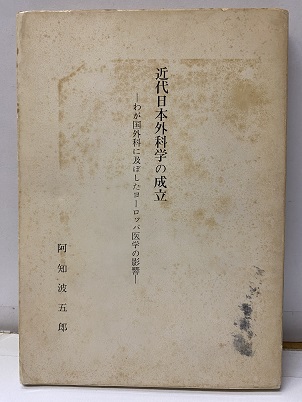 近代日本外科学の成立
―わが国外科に及ぼしたヨーロッパ医学の影響―
阿知波五郎